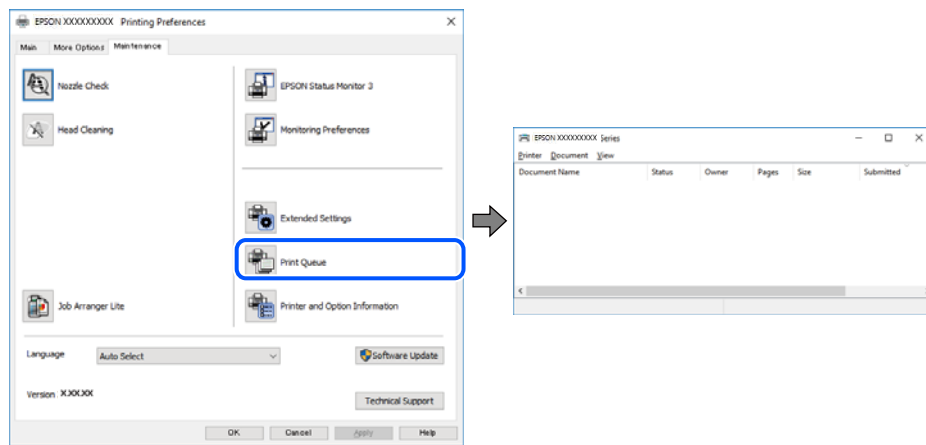 EPSON XXXXXXXXX Printing Preferences
Main More Options Maintenance
Nozzle Check
Head Cleaning
Job Arranger Lite
EPSON Status Monitor 3
Monitoring Preferences
Extended Settings
Print Queue
Printer and Option Information
Language Auto Select Software Update
Version X.XX.XX
Technical Support
OK Cancel Apply Help
EPSON XXXXXXXXX Series
Printer Document View
Document Name Status Owner Pages Size Submitted